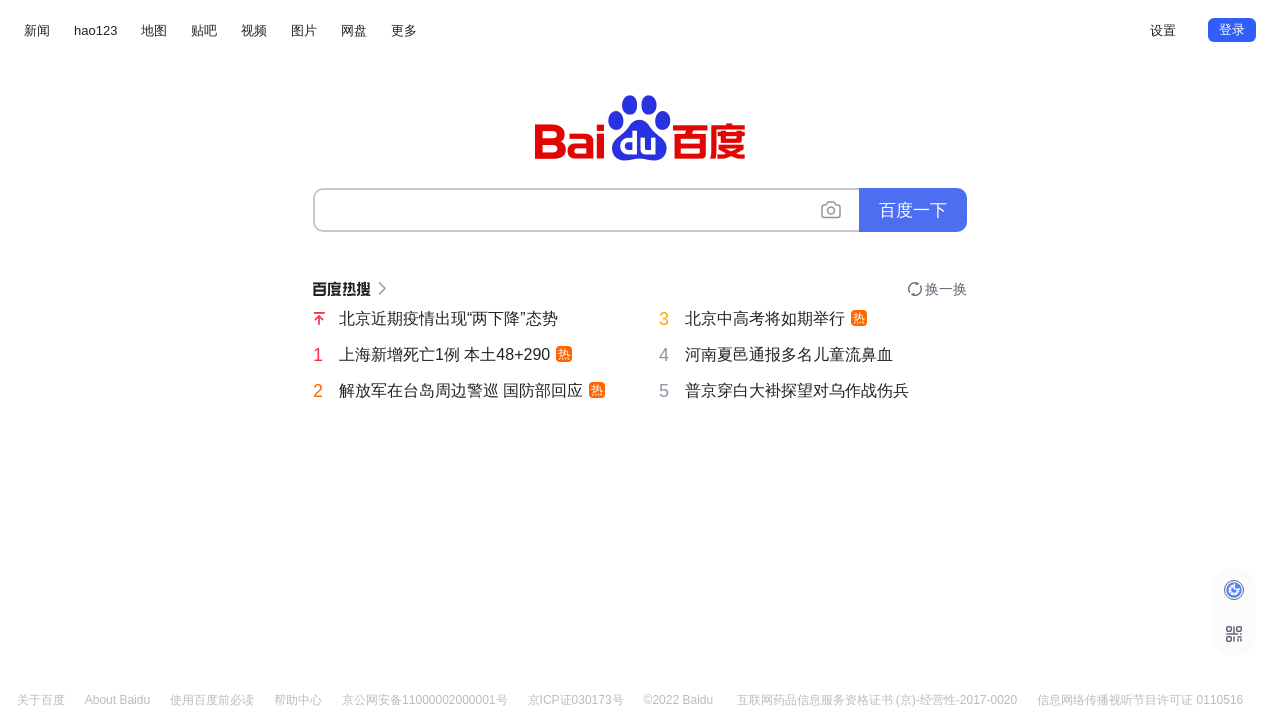 新闻 hao123 地图 贴吧 视频 图片 网盘 更多 设置 登录
Bai du 百度
百度一下
百度热搜 换一换
北京近期疫情出现“两下降”态势
1 上海新增死亡1例 本土48+290 热
2 解放军在台岛周边警巡 国防部回应 热
3 北京中高考将如期举行 热
4 河南夏邑通报多名儿童流鼻血
5 普京穿白大褂探望对乌作战伤兵
关于百度 About Baidu 使用百度前必读 帮助中心 京公网安备11000002000001号 京ICP证030173号 ©2022 Baidu 互联网药品信息服务资格证书 (京)-经营性-2017-0020 信息网络传播视听节目许可证 0110516